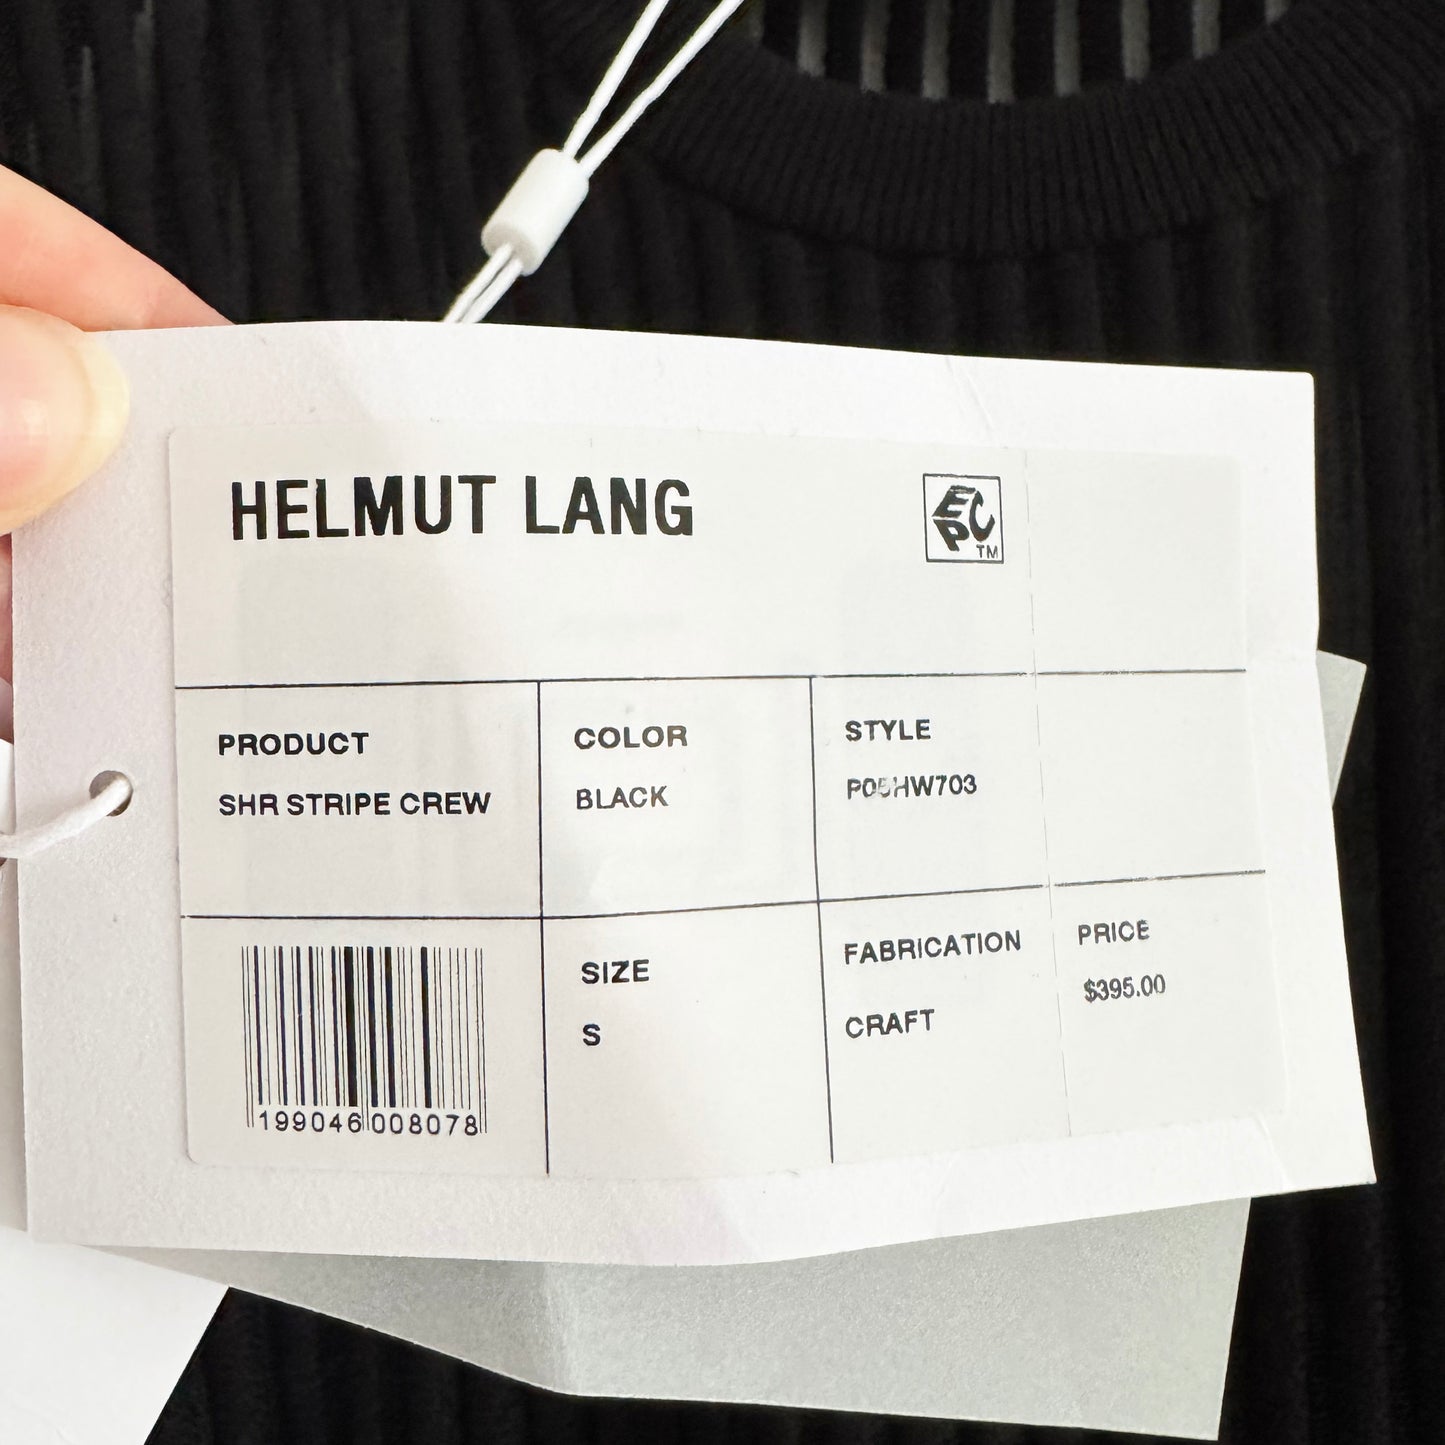 HELMUT LANG
EPC
TM
PRODUCT
SHR STRIPE CREW
COLOR
BLACK
STYLE
P05HW703
199046 008078
SIZE
S
FABRICATION
CRAFT
PRICE
$395.00